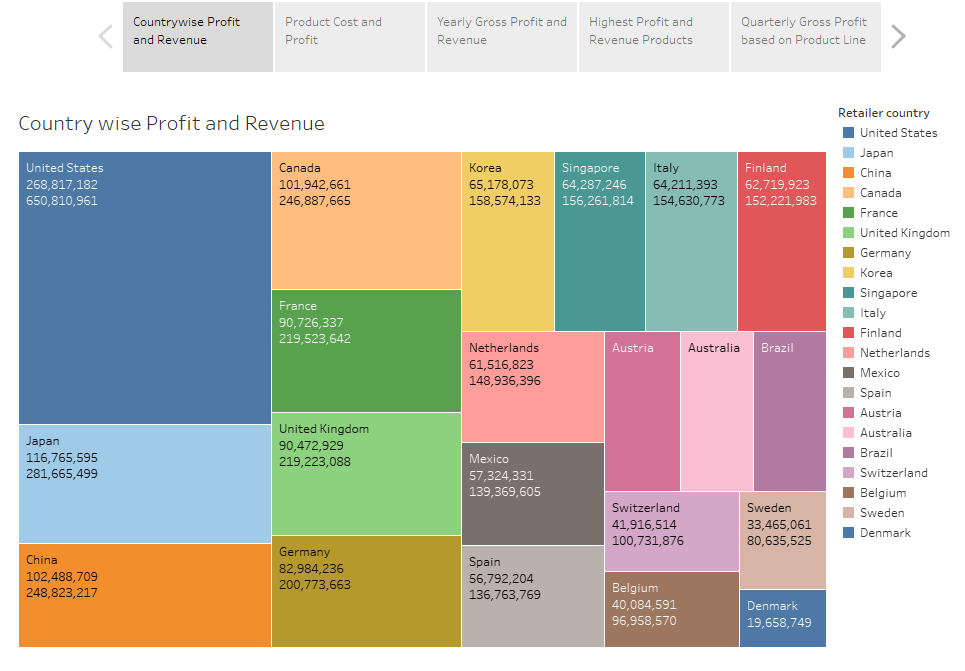 Countrywise Profit
and Revenue
Product Cost and
Profit
Yearly Gross Profit and
Revenue
Highest Profit and
Revenue Products
Quarterly Gross Profit
based on Product Line
Country wise Profit and Revenue
United States
268,817,182
650,810,961
Japan
116,765,595
281,665,499
China
102,488,709
248,823,217
Canada
101,942,661
246,887,665
France
90,726,337
219,523,642
United Kingdom
90,472,929
219,223,088
Germany
82,984,236
200,773,663
Korea
65,178,073
158,574,133
Singapore
64,287,246
156,261,814
Italy
64,211,393
154,630,773
Finland
62,719,923
152,221,983
Netherlands
61,516,823
148,936,396
Mexico
57,324,331
139,369,605
Spain
56,792,204
136,763,769
Austria
Australia
Brazil
Switzerland
41,916,514
100,731,876
Belgium
40,084,591
96,958,570
Sweden
33,465,061
80,635,525
Denmark
19,658,749
Retailer country
United States
Japan
China
Canada
France
United Kingdom
Germany
Korea
Singapore
Italy
Finland
Netherlands
Mexico
Spain
Austria
Australia
Brazil
Switzerland
Belgium
Sweden
Denmark